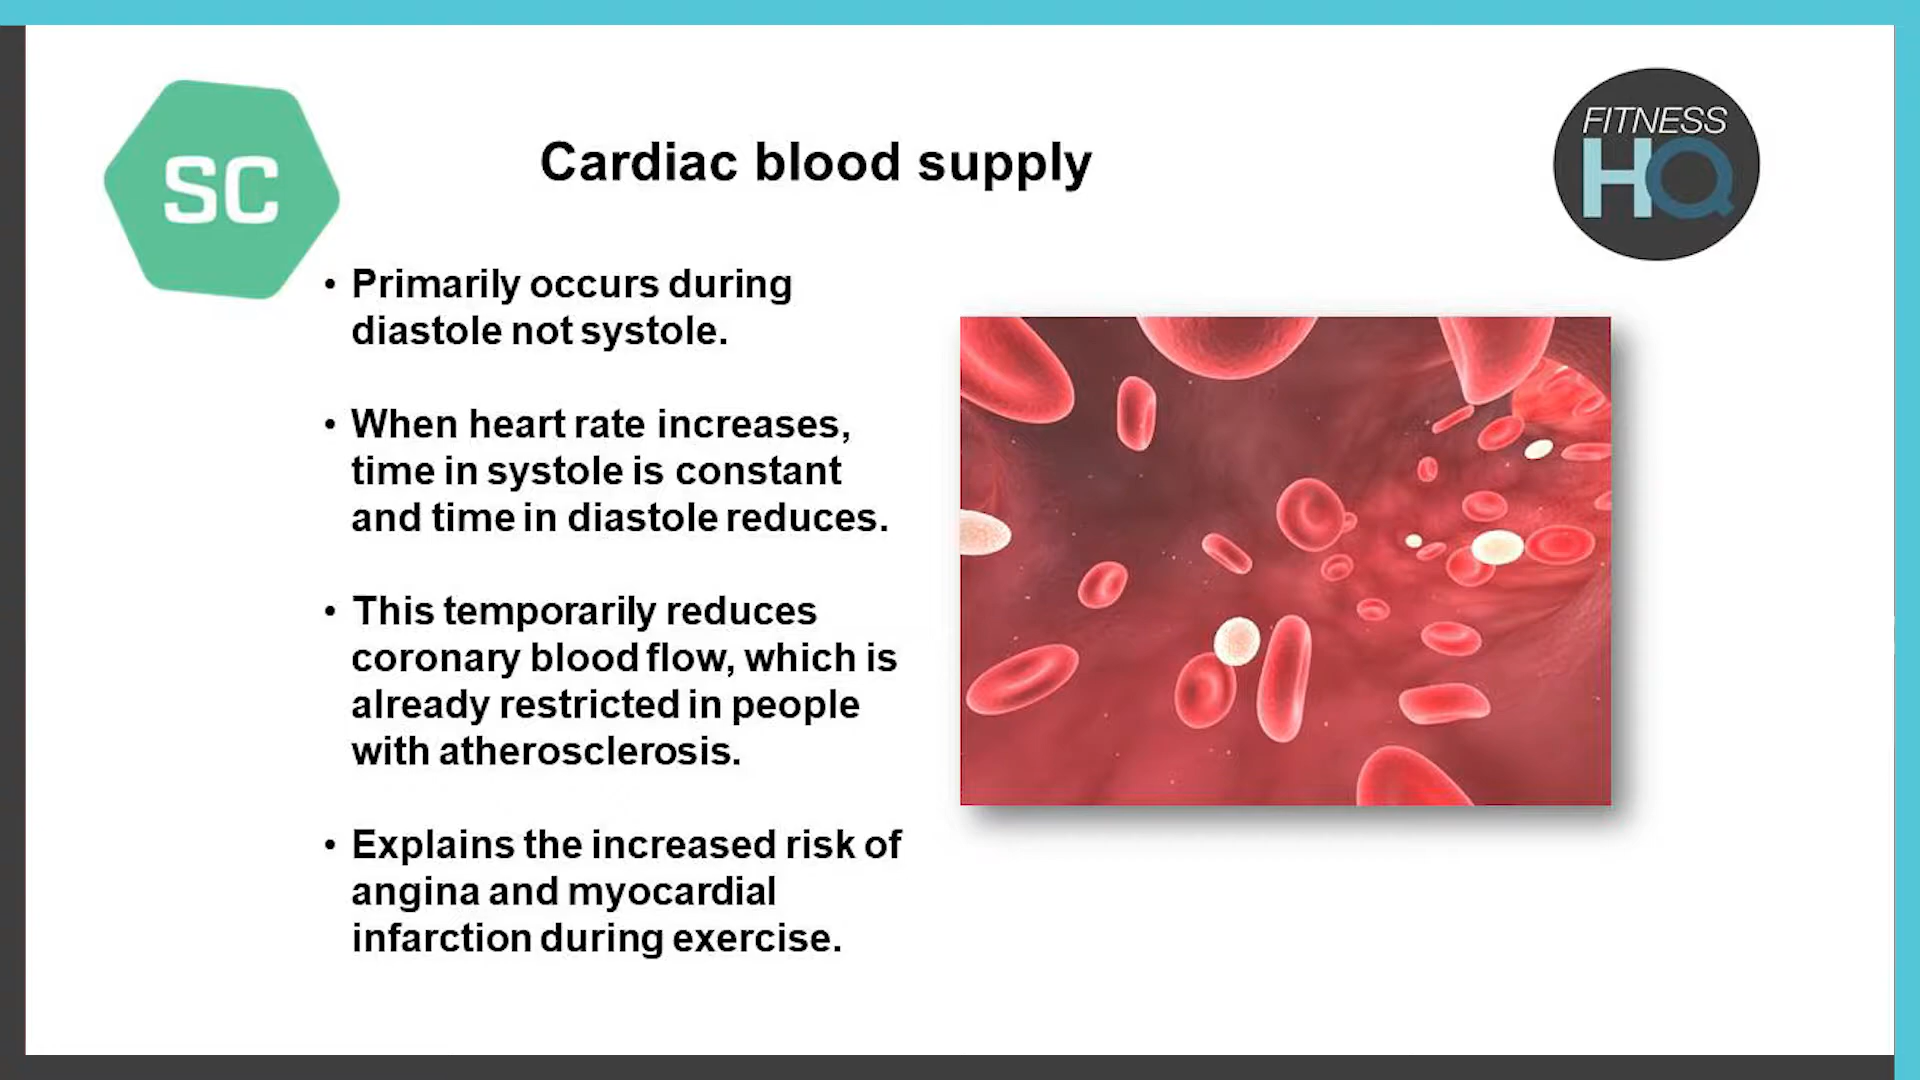 SC
FITNESS
HQ
Cardiac blood supply
• Primarily occurs during
diastole not systole.
• When heart rate increases,
time in systole is constant
and time in diastole reduces.
• This temporarily reduces
coronary blood flow, which is
already restricted in people
with atherosclerosis.
• Explains the increased risk of
angina and myocardial
infarction during exercise.